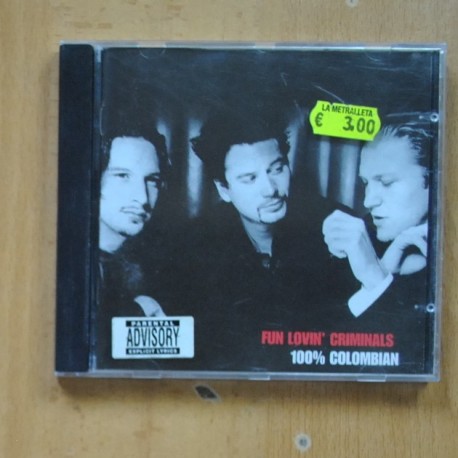 LA METRALLETA
€ 3.00
PARENTAL
ADVISORY
EXPLICIT LYRICS
FUN LOVIN' CRIMINALS
100% COLOMBIAN